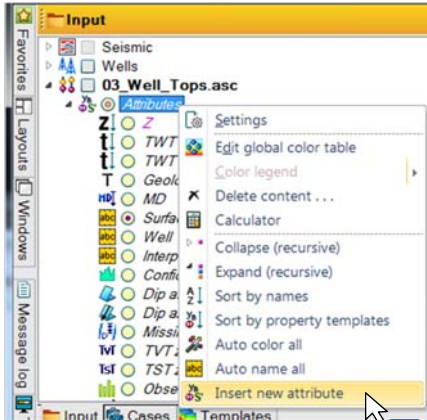 Input
Favorites
Layouts
Windows
Message log
Seismic
Wells
03_Well_Tops.asc
Attributes
Z
TWT
TWT
Geolo
MD
Surfa
Well
Interp
Confi
Dip a
Dip a
Missi
TVT
TST
Obse
Settings
Edit global color table
Color legend
Delete content . . .
Calculator
Collapse (recursive)
Expand (recursive)
Sort by names
Sort by property templates
Auto color all
Auto name all
Insert new attribute
Input Cases Templates